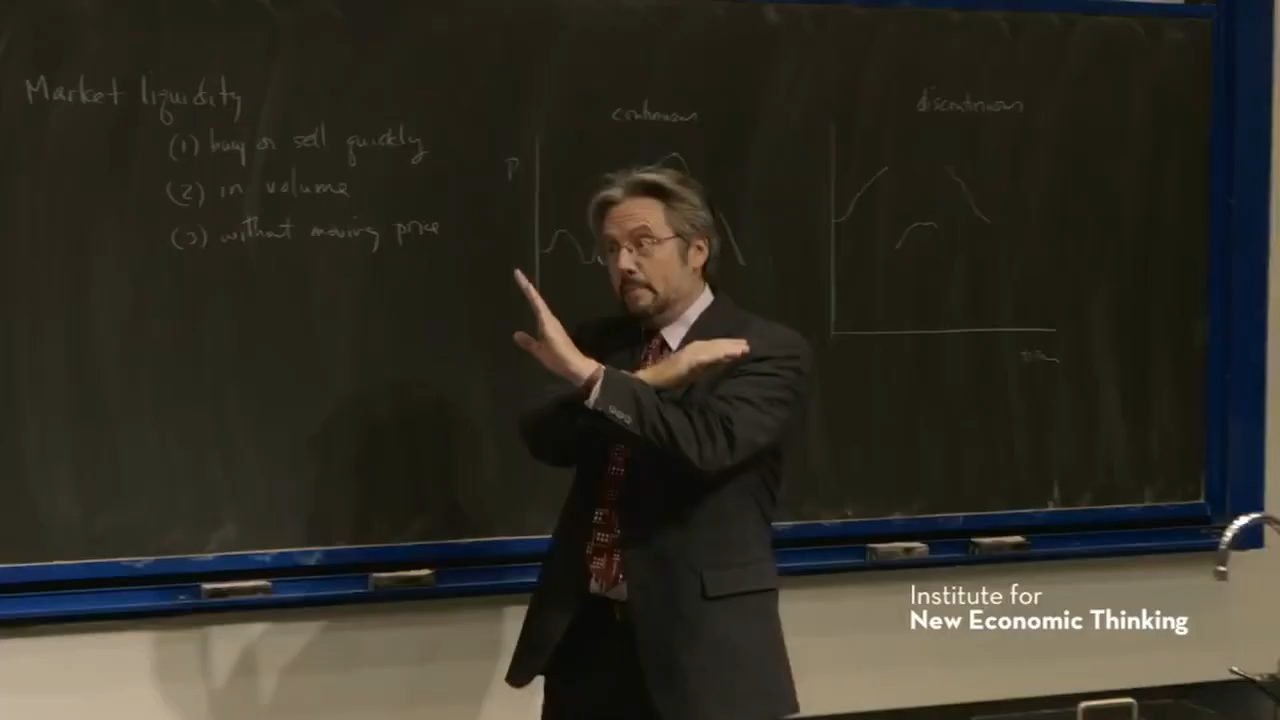 Market liquidity
(1) buy or sell quickly
(2) in volume
(3) without moving price
continuous
P
discontinuous
Institute for
New Economic Thinking